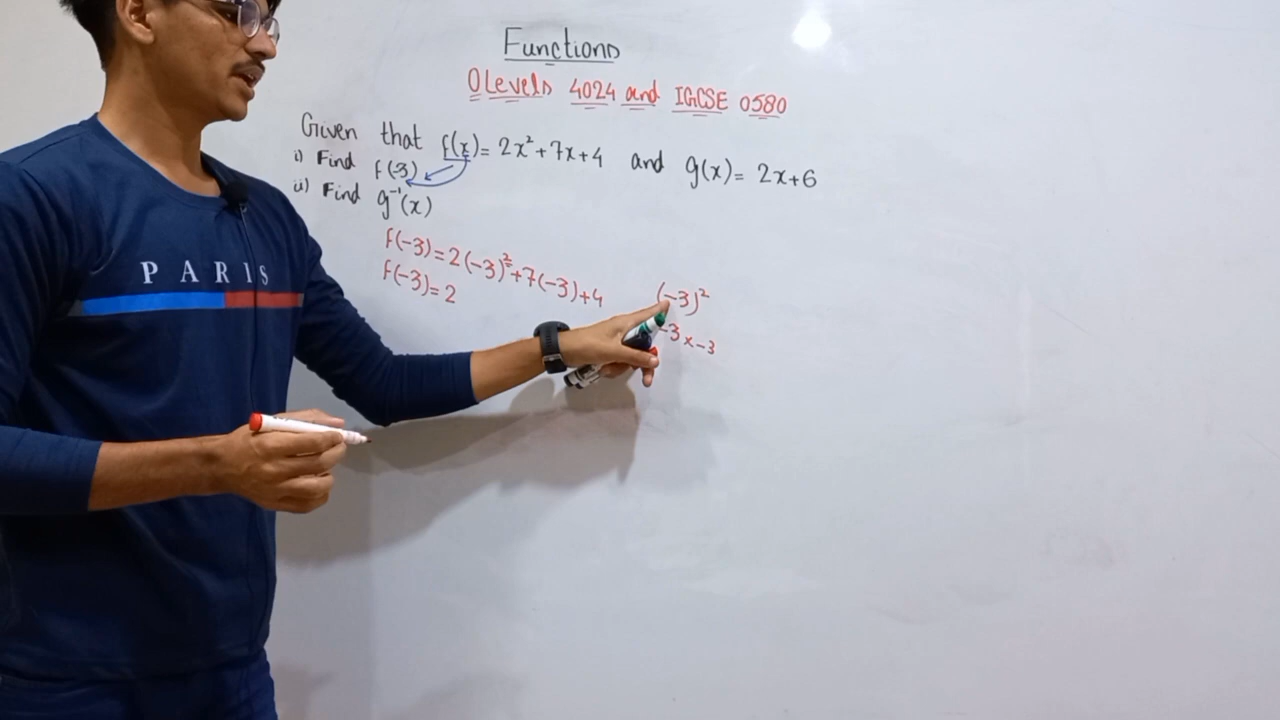 Functions
O Levels 4024 and IGCSE 0580
Given that f(x) = 2x² + 7x + 4 and g(x) = 2x + 6
i) Find f(-3)
ii) Find g⁻¹(x)
f(-3) = 2(-3)² + 7(-3) + 4
f(-3) = 2
(-3)²
-3 × -3
PARIS